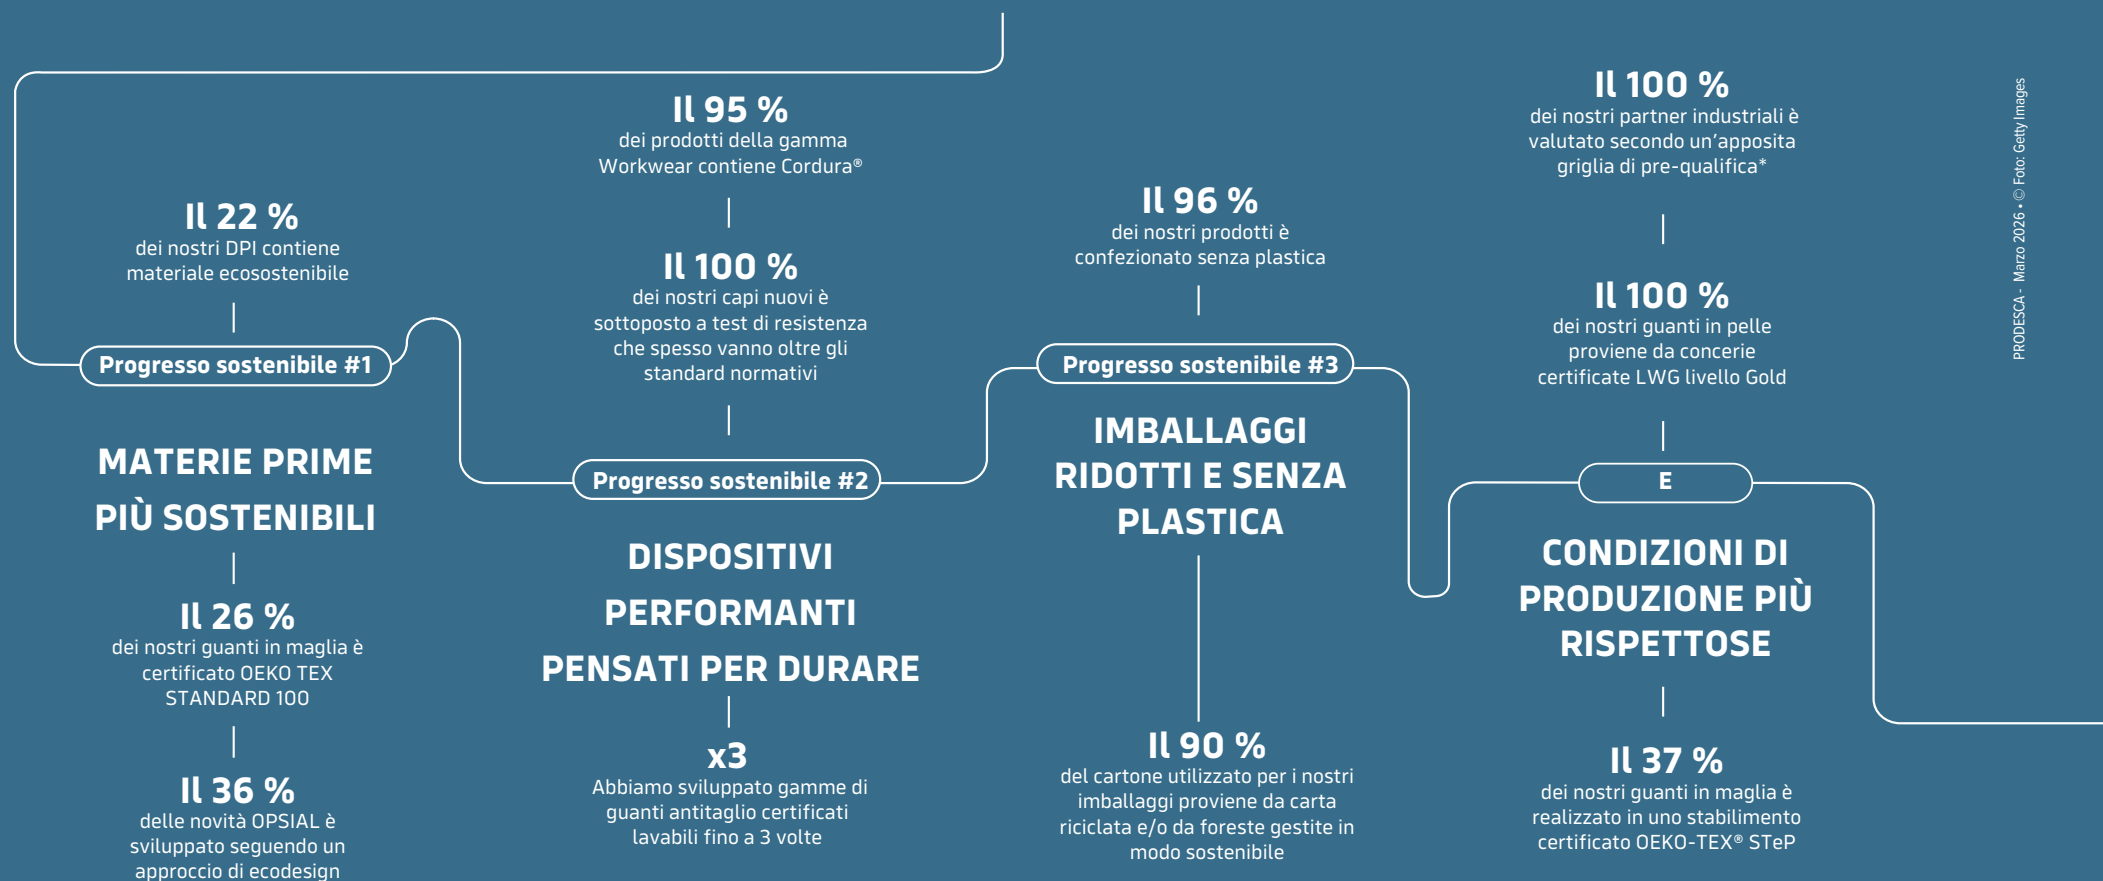 Il 22 %
dei nostri DPI contiene
materiale ecosostenibile
Progresso sostenibile #1
MATERIE PRIME
PIÙ SOSTENIBILI
Il 26 %
dei nostri guanti in maglia è
certificato OEKO TEX
STANDARD 100
Il 36 %
delle novità OPSIAL è
sviluppato seguendo un
approccio di ecodesign
Il 95 %
dei prodotti della gamma
Workwear contiene Cordura®
Il 100 %
dei nostri capi nuovi è
sottoposto a test di resistenza
che spesso vanno oltre gli
standard normativi
Progresso sostenibile #2
DISPOSITIVI
PERFORMANTI
PENSATI PER DURARE
x3
Abbiamo sviluppato gamme di
guanti antitaglio certificati
lavabili fino a 3 volte
Il 96 %
dei nostri prodotti è
confezionato senza plastica
Progresso sostenibile #3
IMBALLAGGI
RIDOTTI E SENZA
PLASTICA
Il 90 %
del cartone utilizzato per i nostri
imballaggi proviene da carta
riciclata e/o da foreste gestite in
modo sostenibile
Il 100 %
dei nostri partner industriali è
valutato secondo un’apposita
griglia di pre-qualifica*
Il 100 %
dei nostri guanti in pelle
proviene da concerie
certificate LWG livello Gold
E
CONDIZIONI DI
PRODUZIONE PIÙ
RISPETTOSE
Il 37 %
dei nostri guanti in maglia è
realizzato in uno stabilimento
certificato OEKO-TEX® STeP
PRODESCA - Marzo 2026 • © Foto: Getty Images